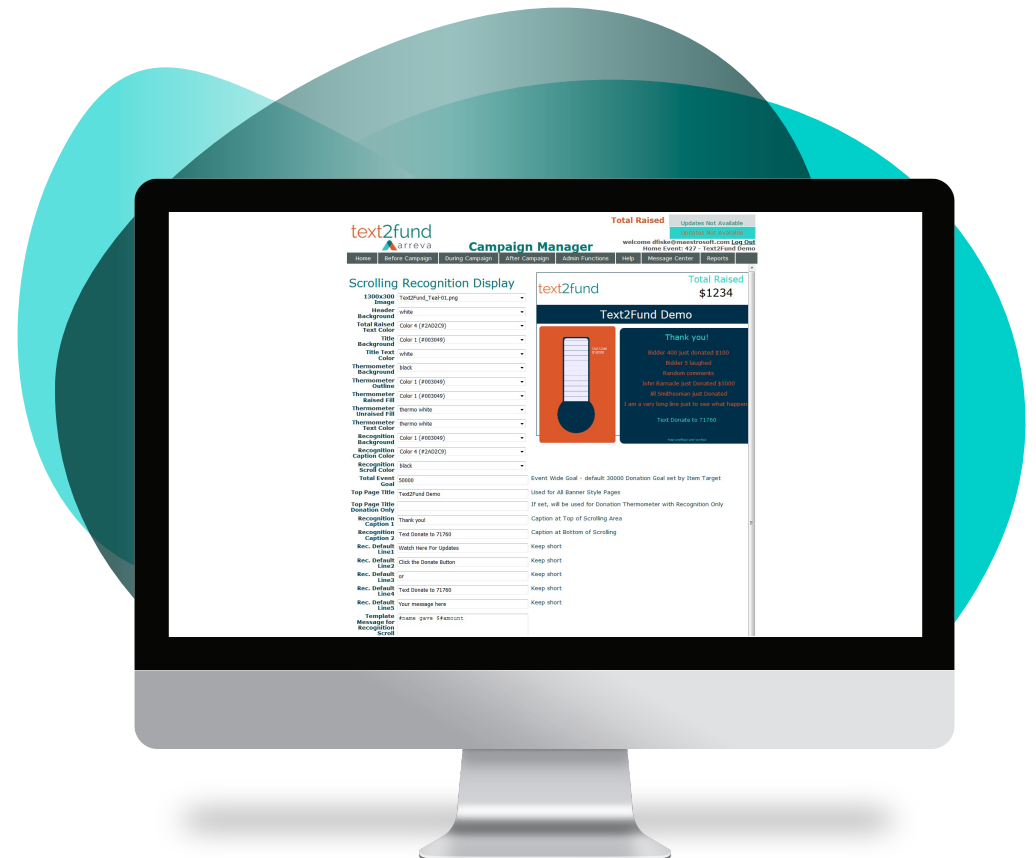 text2fund
arreva
Campaign Manager
Total Raised
Updates Not Available
Updates Not Available
welcome dfiske@maestrosoft.com Log Out
Home Event: 427 - Text2Fund Demo
Home Before Campaign During Campaign After Campaign Admin Functions Help Message Center Reports
Scrolling Recognition Display
1300x300 Image Text2Fund_Teal-01.png
Header Background white
Total Raised Text Color Color 4 (#2AD2C9)
Title Background Color 1 (#003049)
Title Text Color white
Thermometer Background black
Thermometer Outline Color 1 (#003049)
Thermometer Raised Fill Color 1 (#003049)
Thermometer Unraised Fill thermo white
Thermometer Text Color thermo white
Recognition Background Color 1 (#003049)
Recognition Caption Color Color 4 (#2AD2C9)
Recognition Scroll Color black
text2fund
Total Raised
$1234
Text2Fund Demo
Thank you!
Bidder 400 just donated $100
Bidder 5 laughed
Random comments
John Barnacle just Donated $3000
Jill Smithsonian just Donated
I am a very long line just to see what happen
Text Donate to 71760
Total Event Goal 50000 Event Wide Goal - default 30000 Donation Goal set by Item Target
Top Page Title Text2Fund Demo Used for All Banner Style Pages
Top Page Title Donation Only If set, will be used for Donation Thermometer with Recognition Only
Recognition Caption 1 Thank you! Caption at Top of Scrolling Area
Recognition Caption 2 Text Donate to 71760 Caption at Bottom of Scrolling
Rec. Default Line1 Watch Here For Updates Keep short
Rec. Default Line2 Click the Donate Button Keep short
Rec. Default Line3 or Keep short
Rec. Default Line4 Text Donate to 71760 Keep short
Rec. Default Line5 Your message here Keep short
Template Message for Recognition Scroll #name gave $#amount